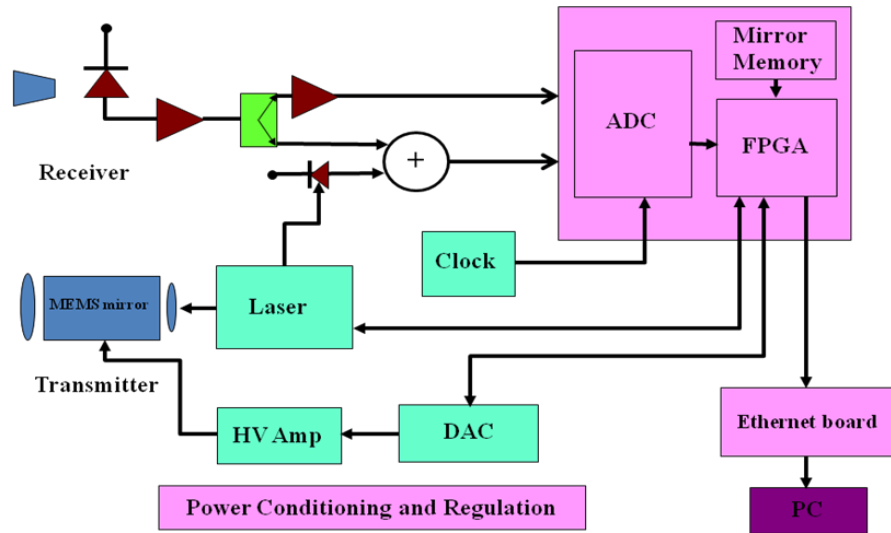 Mirror
Memory
ADC
FPGA
Receiver
+
Clock
MEMS mirror
Laser
Transmitter
HV Amp
DAC
Ethernet board
Power Conditioning and Regulation
PC